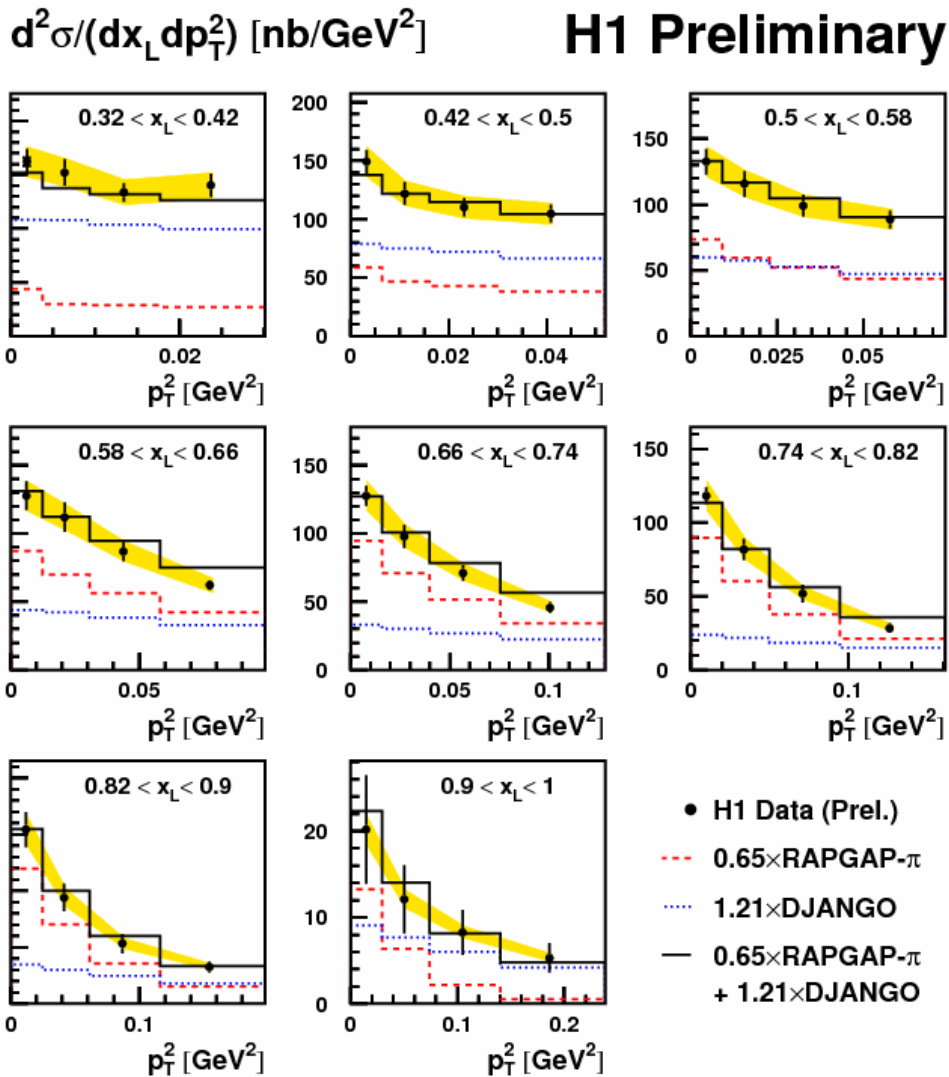 d²σ/(dx_L dp_T²) [nb/GeV²] H1 Preliminary
0.32 < x_L < 0.42
0 0.02
p_T² [GeV²]
0.42 < x_L < 0.5
200
150
100
50
0
0 0.02 0.04
p_T² [GeV²]
0.5 < x_L < 0.58
150
100
50
0
0 0.025 0.05
p_T² [GeV²]
0.58 < x_L < 0.66
0 0.05
p_T² [GeV²]
0.66 < x_L < 0.74
150
100
50
0
0 0.05 0.1
p_T² [GeV²]
0.74 < x_L < 0.82
150
100
50
0
0 0.1
p_T² [GeV²]
0.82 < x_L < 0.9
0 0.1
p_T² [GeV²]
0.9 < x_L < 1
20
10
0
0 0.1 0.2
p_T² [GeV²]
H1 Data (Prel.)
0.65×RAPGAP-π
1.21×DJANGO
0.65×RAPGAP-π
+ 1.21×DJANGO